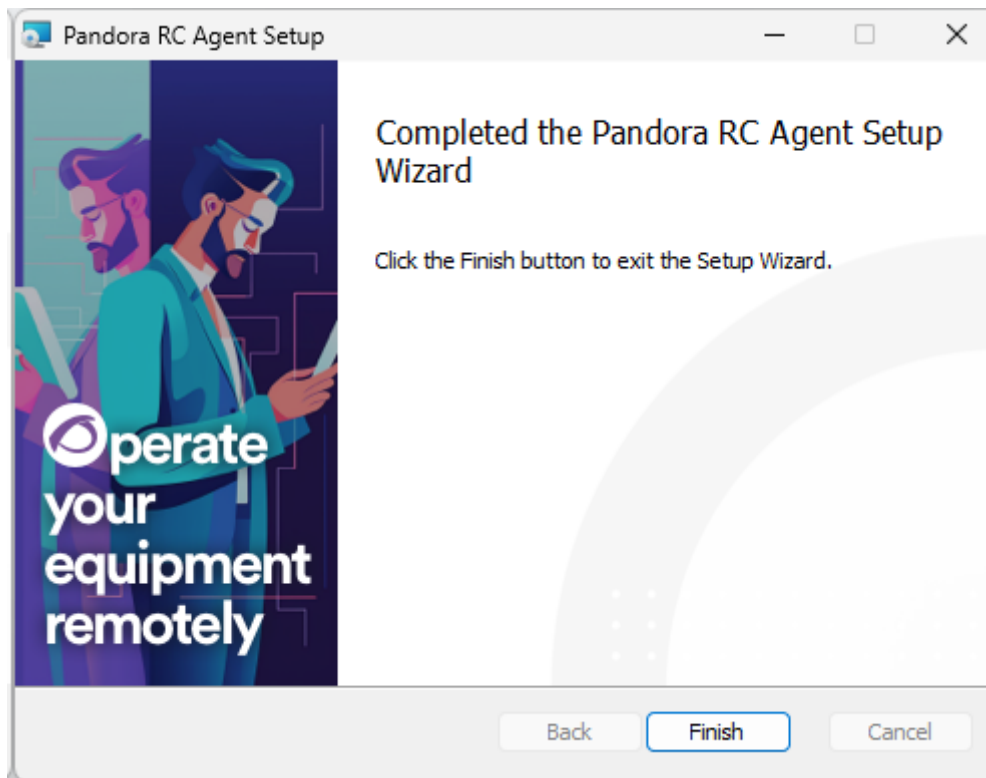 Pandora RC Agent Setup
Completed the Pandora RC Agent Setup
Wizard
Click the Finish button to exit the Setup Wizard.
Operate
your
equipment
remotely
Back
Finish
Cancel